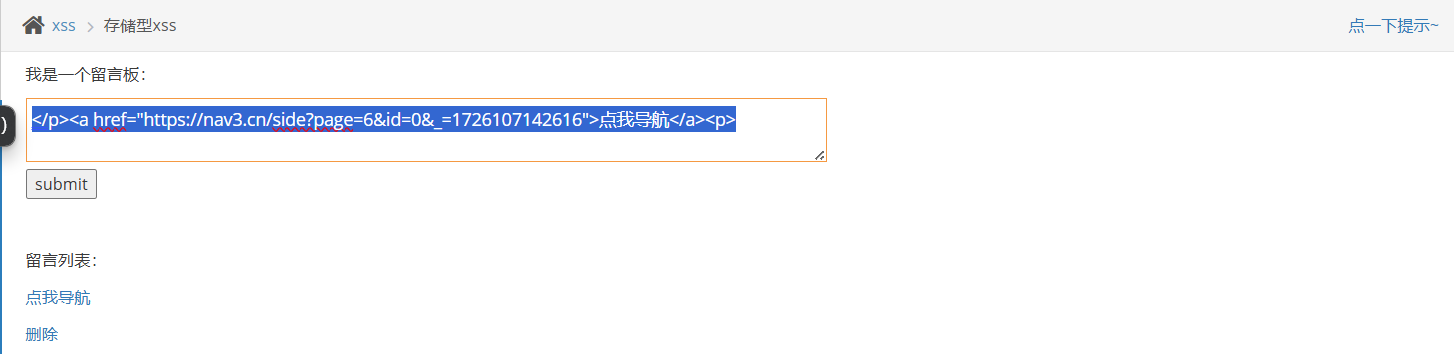 xss > 存储型xss 点一下提示~
我是一个留言板：
</p><a href="https://nav3.cn/side?page=6&id=0&_=1726107142616">点我导航</a><p>
)
submit
留言列表：
点我导航
删除